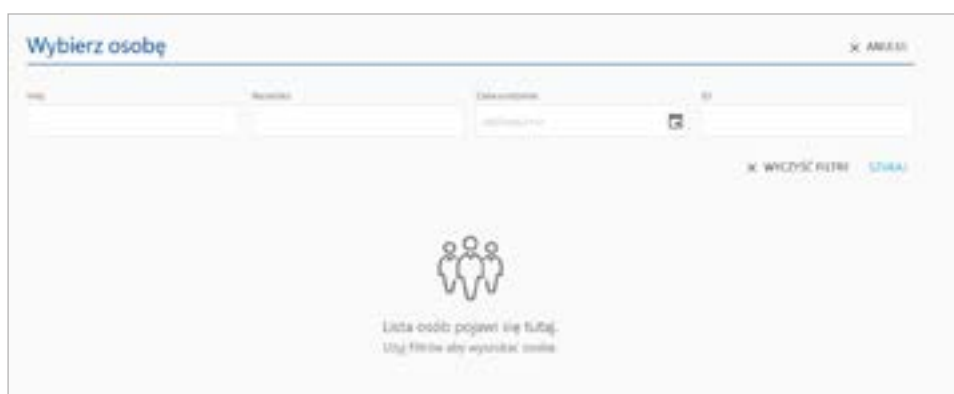 Wybierz osobę
× ANULUJ
Imię
Nazwisko
Data urodzenia
ID
× WYCZYŚĆ FILTRY SZUKAJ
Lista osób pojawi się tutaj.
Użyj filtrów aby wyszukać osobę.